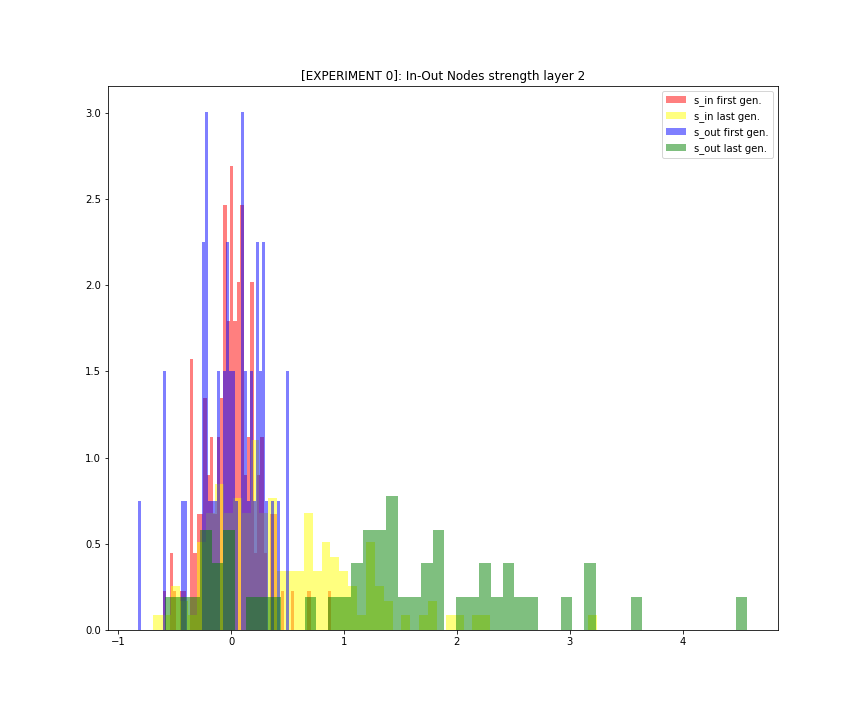 [EXPERIMENT 0]: In-Out Nodes strength layer 2
s_in first gen.
s_in last gen.
s_out first gen.
s_out last gen.
3.0
2.5
2.0
1.5
1.0
0.5
0.0
−1 0 1 2 3 4